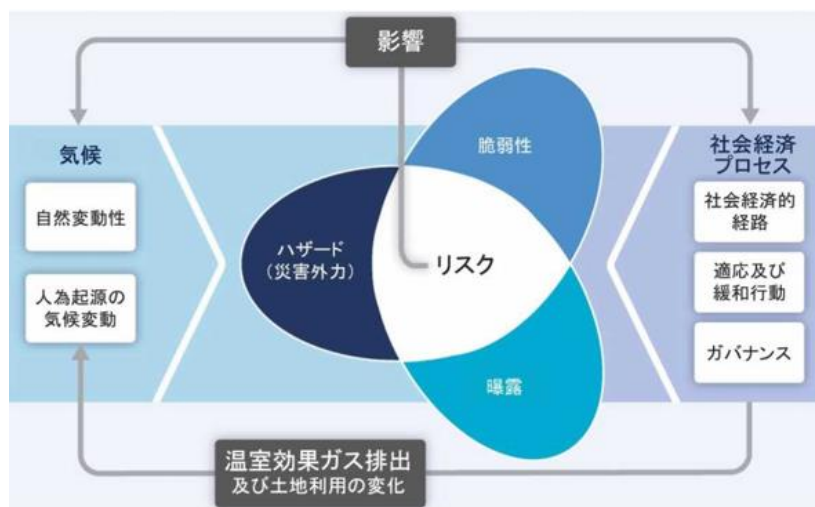 影響
気候
自然変動性
人為起源の
気候変動
脆弱性
ハザード
(災害外力)
リスク
曝露
社会経済
プロセス
社会経済的
経路
適応及び
緩和行動
ガバナンス
温室効果ガス排出
及び土地利用の変化